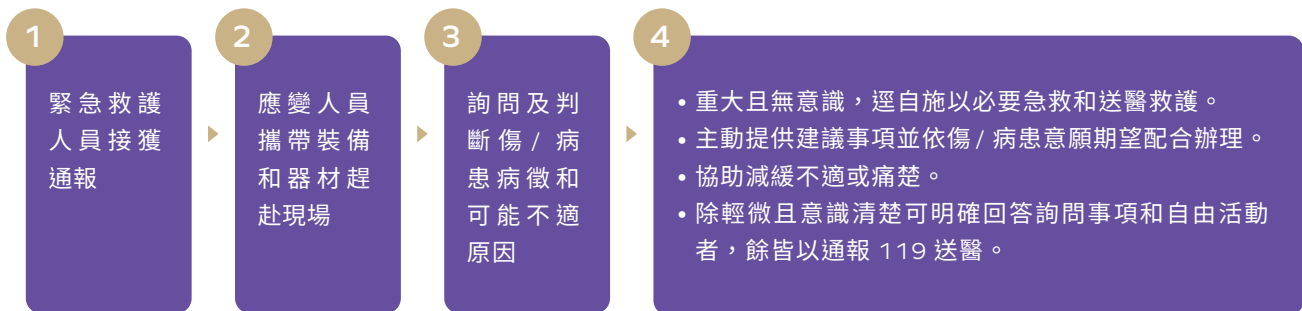 1
緊急救護
人員接獲
通報
2
應變人員
攜帶裝備
和器材趕
赴現場
3
詢問及判
斷傷/病
患病徵和
可能不適
原因
4
• 重大且無意識,逕自施以必要急救和送醫救護。
• 主動提供建議事項並依傷/病患意願期望配合辦理。
• 協助減緩不適或痛楚。
• 除輕微且意識清楚可明確回答詢問事項和自由活動
者,餘皆以通報 119 送醫。